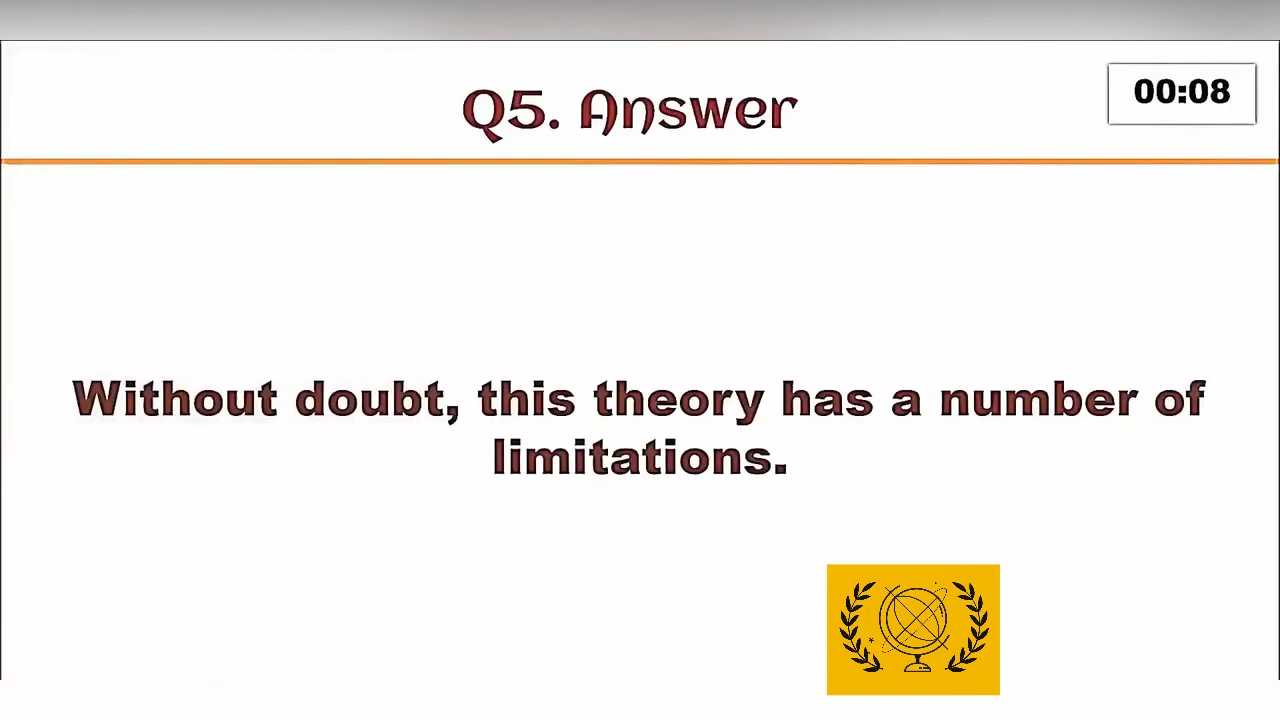 Q5. Answer
00:08
Without doubt, this theory has a number of
limitations.